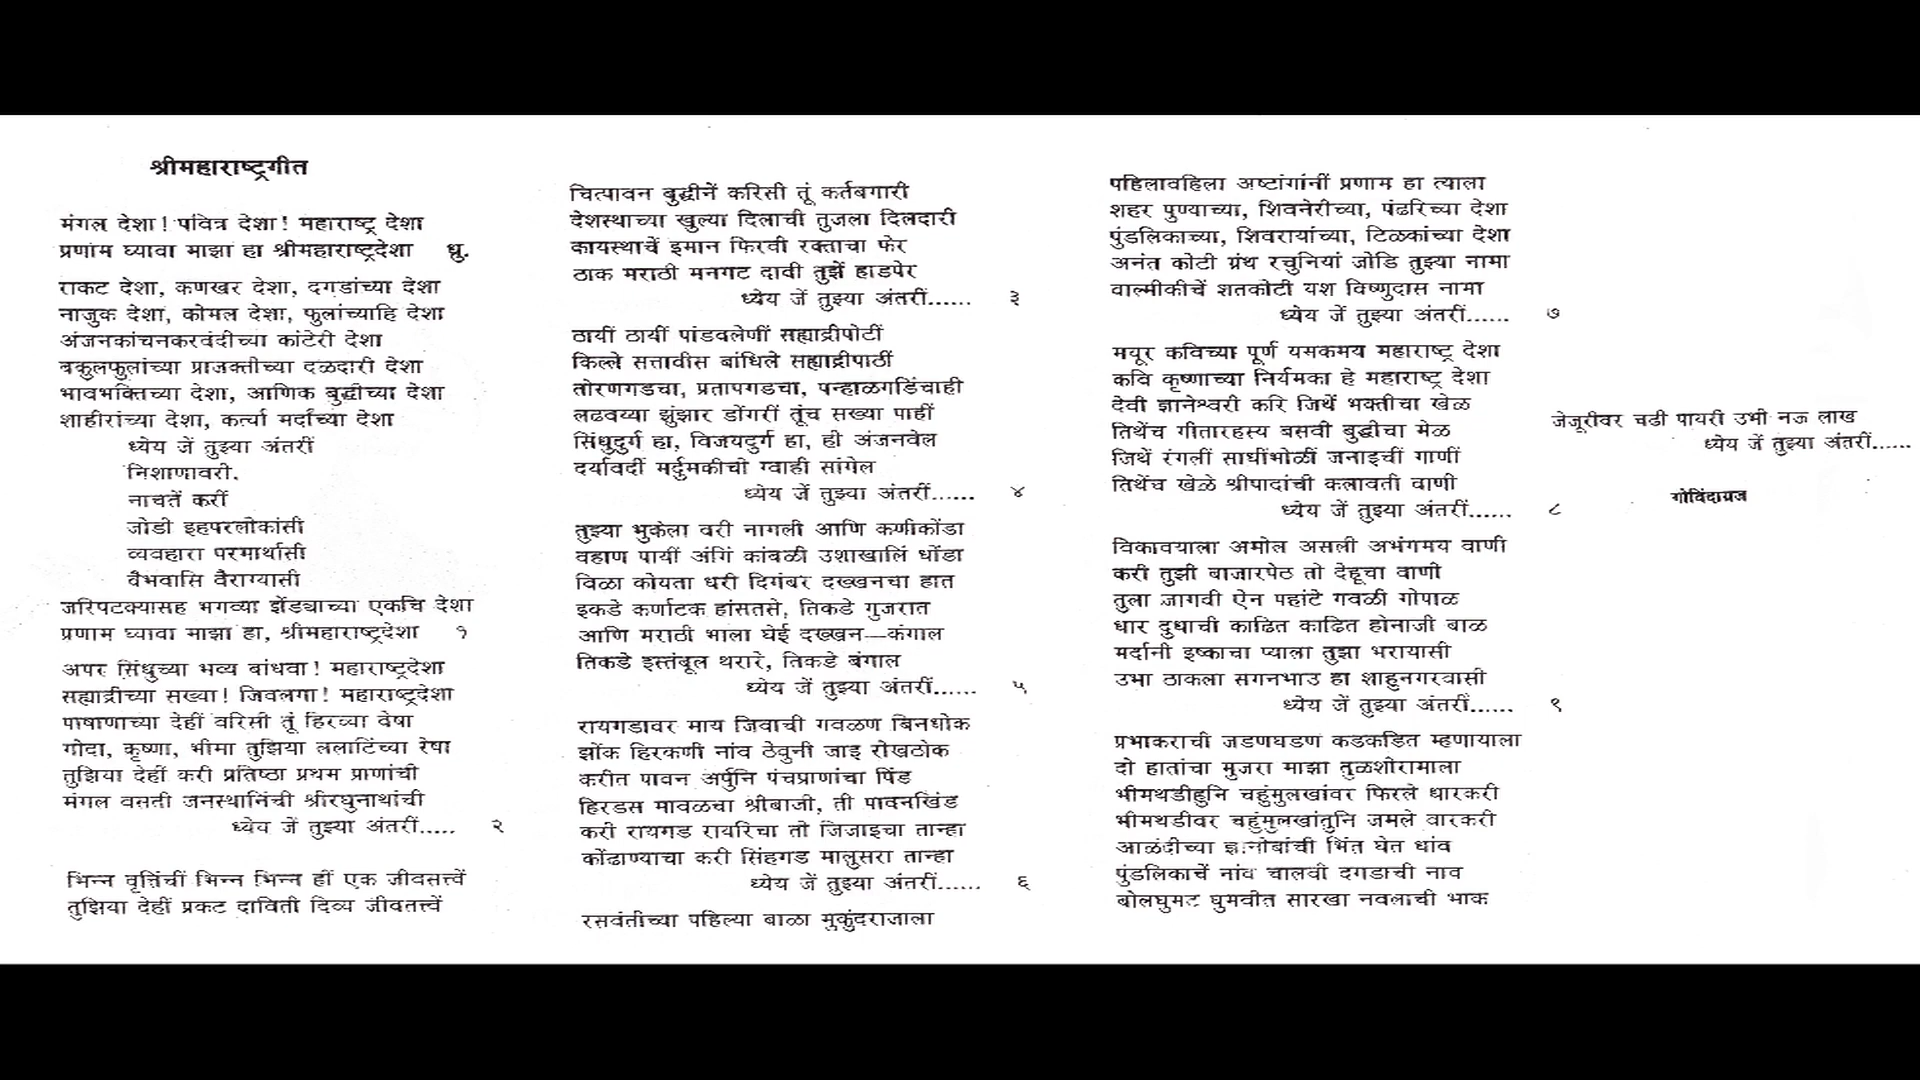 श्रीमहाराष्ट्रगीत
मंगल देशा! पवित्र देशा! महाराष्ट्र देशा
प्रणाम घ्यावा माझा हा श्रीमहाराष्ट्रदेशा ध्रु.
राकट देशा, कणखर देशा, दगडांच्या देशा
नाजुक देशा, कोमल देशा, फुलांच्याहि देशा
अंजनकांचनकरवंदीच्या कांटेरी देशा
बकुलफुलांच्या प्राजक्तीच्या दळदारी देशा
भावभक्तिच्या देशा, आणिक बुद्धीच्या देशा
शाहीरांच्या देशा, कर्त्या मर्दांच्या देशा
ध्येय जें तुझ्या अंतरीं
निशाणावरी.
नाचतें करीं
जोडी इहपरलोकांसी
व्यवहारा परमार्थासी
वैभवासि वैराग्यासी
जरिपटक्यासह भगव्या झेंड्याच्या एकचि देशा
प्रणाम घ्यावा माझा हा, श्रीमहाराष्ट्रदेशा १
अपर सिंधुच्या भव्य बांधवा! महाराष्ट्रदेशा
सह्याद्रीच्या सख्या! जिवलगा! महाराष्ट्रदेशा
पाषाणाच्या देहीं वरिसी तूं हिरव्या वेषा
गोदा, कृष्णा, भीमा तुझिया ललाटिंच्या रेषा
तुझिया देहीं करी प्रतिष्ठा प्रथम प्राणांची
मंगल वसती जनस्थानिंची श्रीरघुनाथांची
ध्येय जें तुझ्या अंतरीं..... २
भिन्न वृत्तिंचीं भिन्न भिन्न हीं एक जीवसत्त्वें
तुझिया देहीं प्रकट दाविती दिव्य जीवतत्त्वें
चित्पावन बुद्धीनें करिसी तूं कर्तबगारी
देशस्थाच्या खुल्या दिलाची तुजला दिलदारी
कायस्थाचें इमान फिरवी रक्ताचा फेर
ठाक मराठी मनगट दावी तुझें हाडपेर
ध्येय जें तुझ्या अंतरीं...... ३
ठायीं ठायीं पांडवलेणीं सह्याद्रीपोटीं
किल्ले सत्तावीस बांधिले सह्याद्रीपाठीं
तोरणगडचा, प्रतापगडचा, पन्हाळगडिंचाही
लढवय्या झुंझार डोंगरीं तूंच सख्या पाहीं
सिंधुदुर्ग हा, विजयदुर्ग हा, ही अंजनवेल
दर्यावर्दी मर्दुमकीची ग्वाही सांगेल
ध्येय जें तुझ्या अंतरीं...... ४
तुझ्या भुकेला वरी नागली आणि कणीकोंडा
वहाण पायीं अंगिं कांबळी उशाखालिं धोंडा
विळा कोयता धरी दिगंबर दख्खनचा हात
इकडे कर्णाटक हांसतसे, तिकडे गुजरात
आणि मराठी भाला घेई दख्खन—कंगाल
तिकडे इस्तंबूल थरारे, तिकडे बंगाल
ध्येय जें तुझ्या अंतरीं...... ५
रायगडावर माय जिवाची गवळण बिनधोक
झोंक हिरकणी नांव ठेवुनी जाइ रोखठोक
करीत पावन अर्पुनि पंचप्राणांचा पिंड
हिरडस मावळचा श्रीबाजी, ती पावनखिंड
करी रायगड रायरिचा तो जिजाइचा तान्हा
कोंढाण्याचा करी सिंहगड मालुसरा तान्हा
ध्येय जें तुझ्या अंतरीं...... ६
रसवंतीच्या पहिल्या बाळा मुकुंदराजाला
पहिलावहिला अष्टांगांनीं प्रणाम हा त्याला
शहर पुण्याच्या, शिवनेरीच्या, पंढरिच्या देशा
पुंडलिकाच्या, शिवरायांच्या, टिळकांच्या देशा
अनंत कोटी ग्रंथ रचुनियां जोडि तुझ्या नामा
वाल्मीकीचें शतकोटी यश विष्णुदास नामा
ध्येय जें तुझ्या अंतरीं...... ७
मयूर कविच्या पूर्ण यमकमय महाराष्ट्र देशा
कवि कृष्णाच्या निर्यमका हे महाराष्ट्र देशा
देवी ज्ञानेश्वरी करि जिथें भक्तीचा खेळ
तिथेंच गीतारहस्य बसवी बुद्धीचा मेळ
जिथें रंगलीं साधींभोळीं जनाइचीं गाणीं
तिथेंच खेळे श्रीपादांची कलावती वाणी
ध्येय जें तुझ्या अंतरीं...... ८
विकावयाला अमोल असली अभंगमय वाणी
करी तुझी बाजारपेठ तो देहूचा वाणी
तुला जागवी ऐन पहांटे गवळी गोपाळ
धार दुधाची काढित काढित होनाजी बाळ
मर्दानी इष्काचा प्याला तुझा भरायासी
उभा ठाकला सगनभाउ हा शाहुनगरवासी
ध्येय जें तुझ्या अंतरीं...... ९
प्रभाकराची जडणघडण कडकडित म्हणायाला
दो हातांचा मुजरा माझा तुळशीरामाला
भीमथडीहुनि चहुंमुलखांवर फिरले धारकरी
भीमथडीवर चहुंमुलखांतुनि जमले वारकरी
आळंदीच्या ज्ञानोबांची भिंत घेत धांव
पुंडलिकाचें नांव चालवी दगडाची नाव
बोलघुमट घुमवीत सारखा नवलाची भाक
जेजूरीवर चढी पायरी उभी नऊ लाख
ध्येय जें तुझ्या अंतरीं......
गोविंदाग्रज